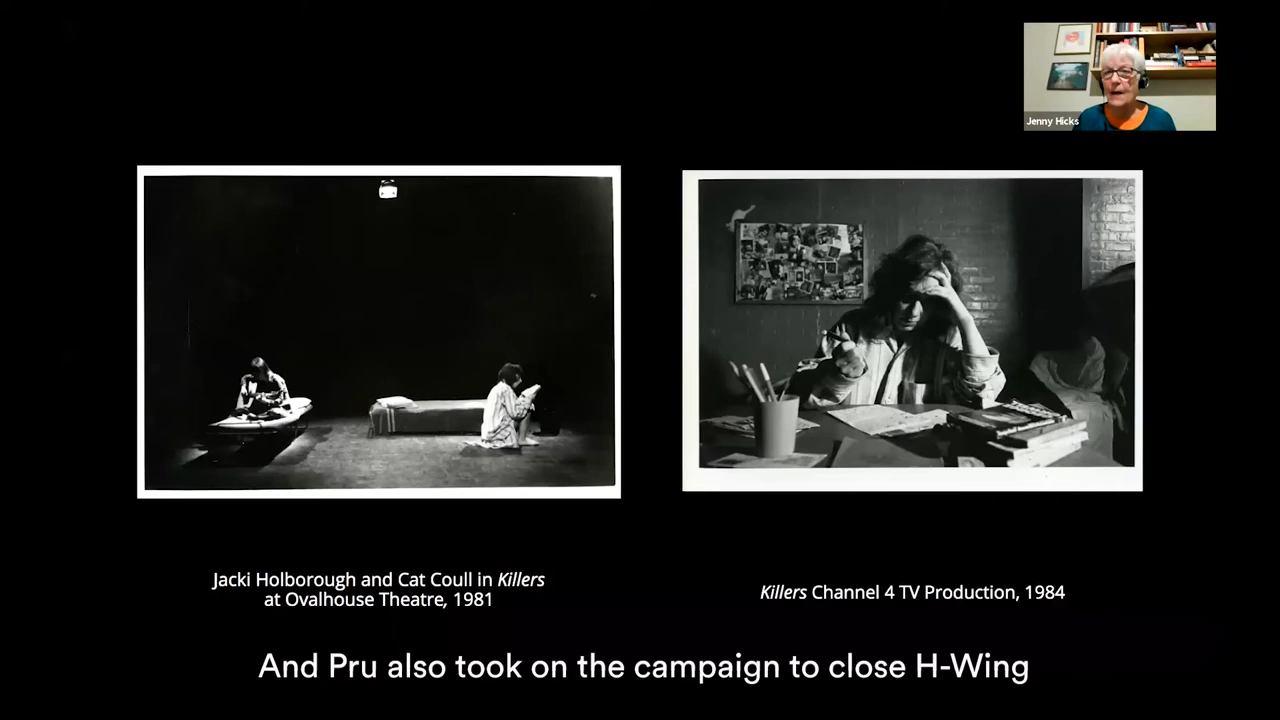 Jenny Hicks
Jacki Holborough and Cat Coull in Killers
at Ovalhouse Theatre, 1981
Killers Channel 4 TV Production, 1984
And Pru also took on the campaign to close H-Wing